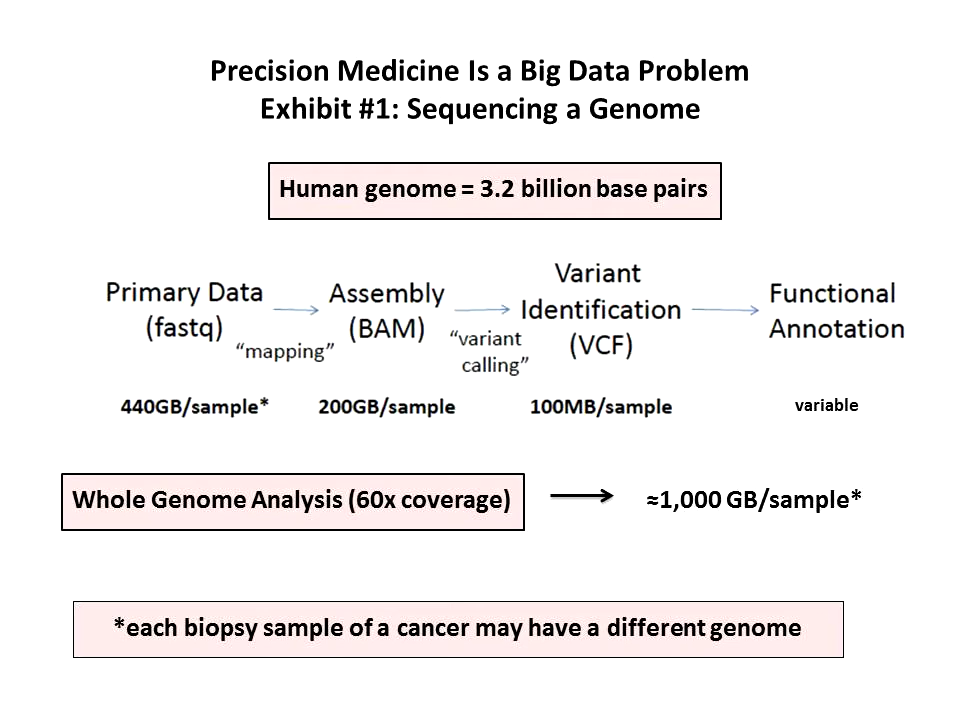 Precision Medicine Is a Big Data Problem
Exhibit #1: Sequencing a Genome
Human genome = 3.2 billion base pairs
Primary Data
(fastq)
"mapping"
Assembly
(BAM)
"variant
calling"
Variant
Identification
(VCF)
Functional
Annotation
440GB/sample*
200GB/sample
100MB/sample
variable
Whole Genome Analysis (60x coverage)
≈1,000 GB/sample*
*each biopsy sample of a cancer may have a different genome